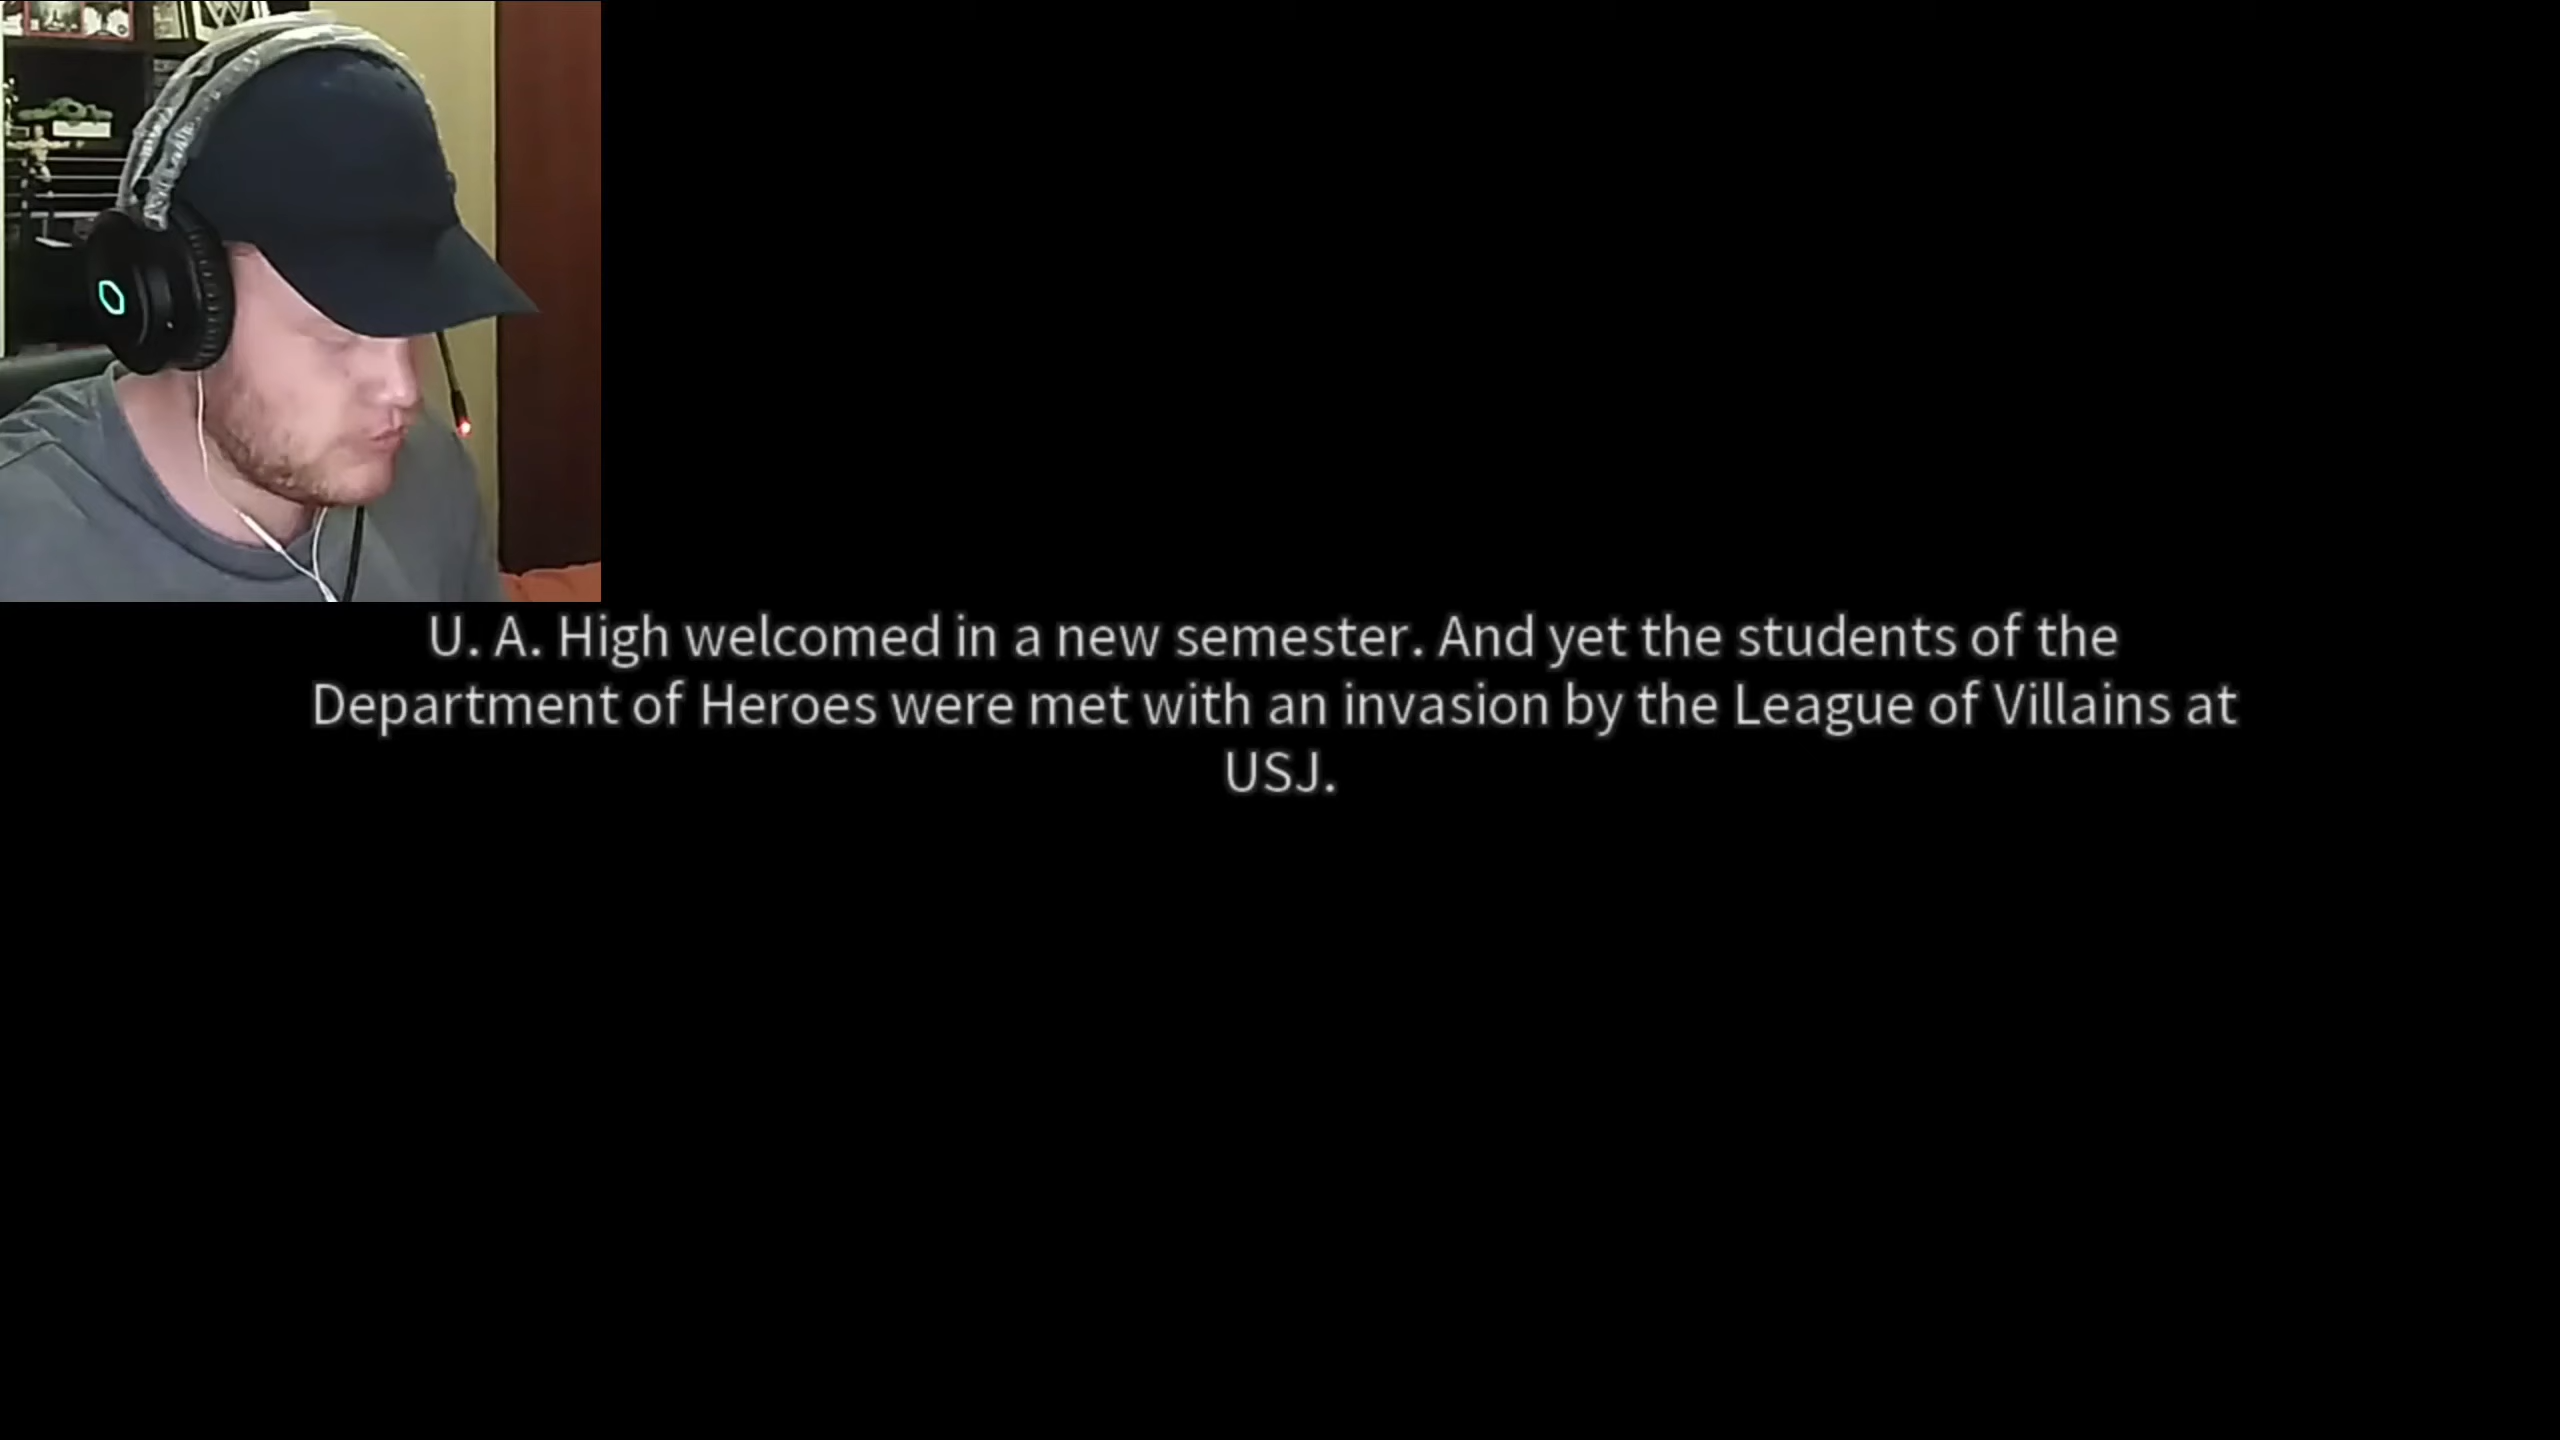 U. A. High welcomed in a new semester. And yet the students of the
Department of Heroes were met with an invasion by the League of Villains at
USJ.